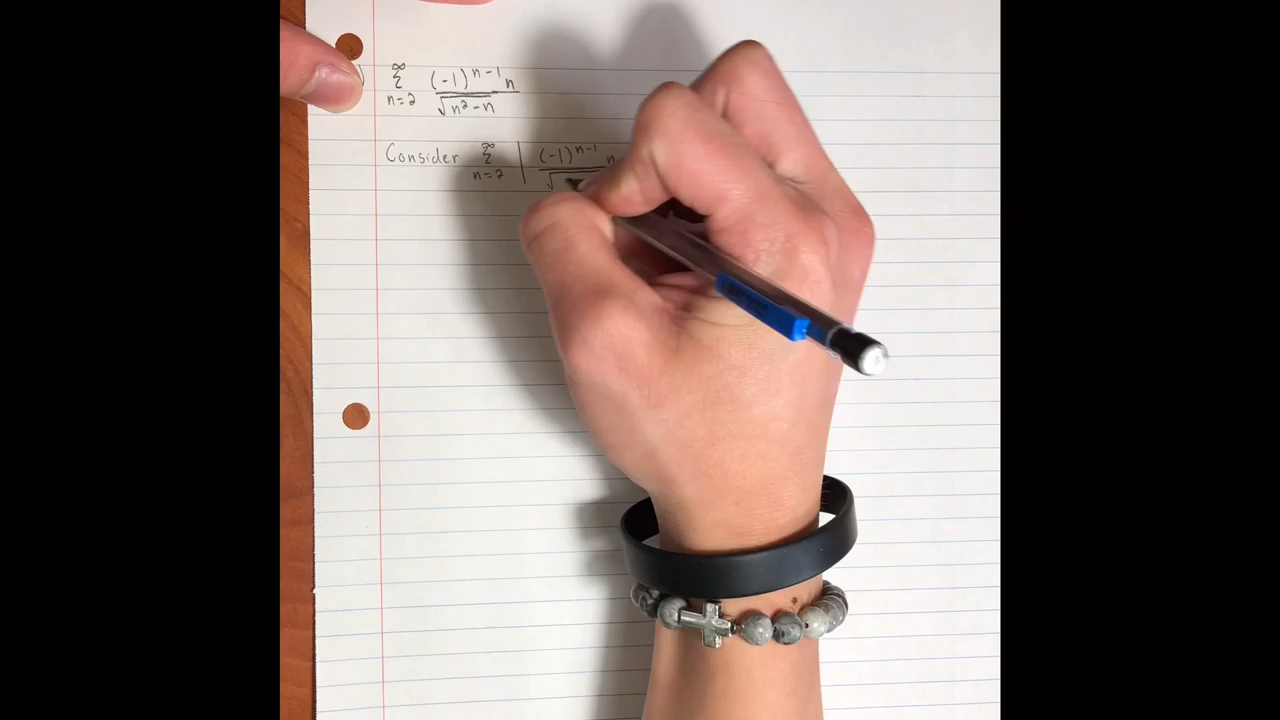 ) ∞ Σ n=2 (-1)^{n-1} n / √(n² - n)
Consider ∞ Σ n=2 | (-1)^{n-1} n / √